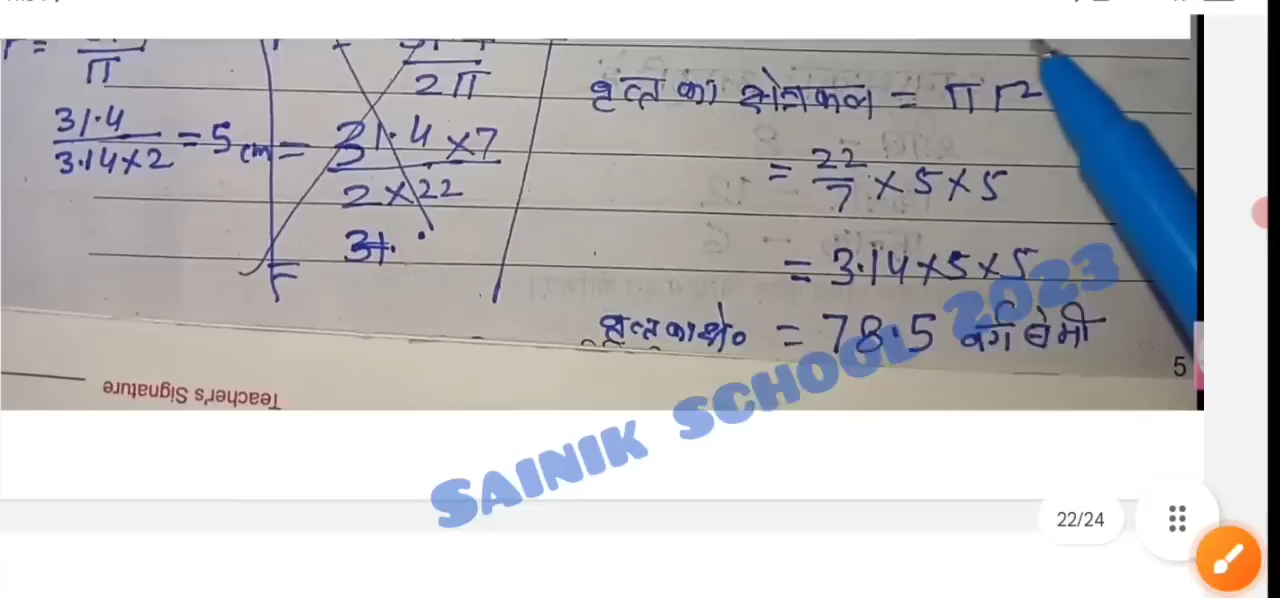 π
2π
31.4
3.14×2 = 5 cm
= 31.4 ×7
2×22
31.
r
वृत्त का क्षेत्रफल = πr²
= 22/7 ×5×5
= 3.14×5×5
वृत्त का क्षे० = 78.5 वर्ग सेमी
Teacher's Signature
5
SAINIK SCHOOL 2023
22/24